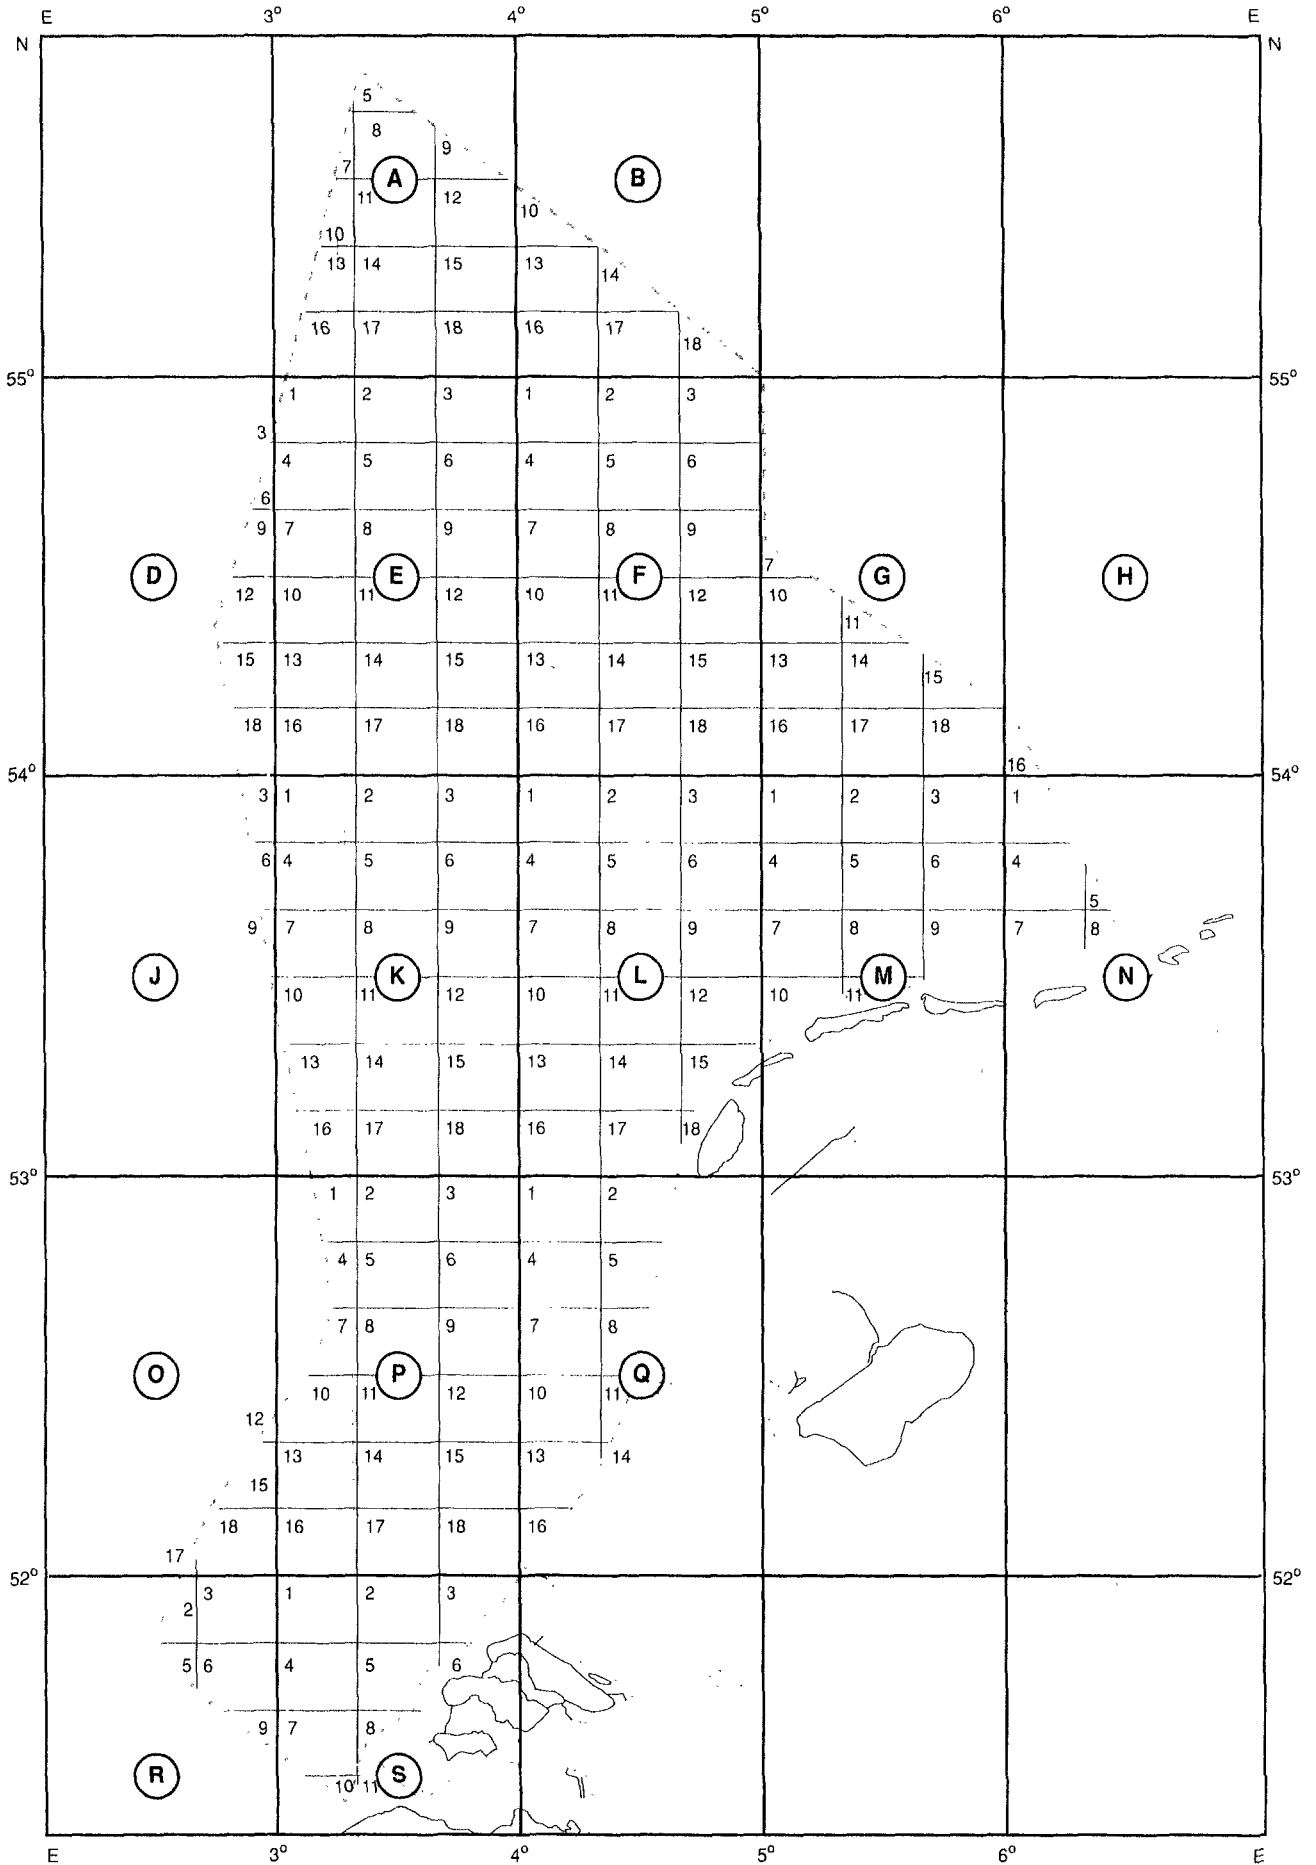 E 3° 4° 5° 6° E
N N
5
8
9
7
A B
11 12
10
10
13 14 15 13
14
16 17 18 16 17
18
55° 55°
1 2 3 1 2 3
3
4 5 6 4 5 6
6
9 7 8 9 7 8 9
7
D E F G H
12 10 11 12 10 11 12 10
11
15 13 14 15 13 14 15 13 14
15
18 16 17 18 16 17 18 16 17 18
16
54° 54°
3 1 2 3 1 2 3 1 2 3 1
6 4 5 6 4 5 6 4 5 6 4
5
9 7 8 9 7 8 9 7 8 9 7 8
J K L M N
10 11 12 10 11 12 10 11
13 14 15 13 14 15
16 17 18 16 17 18
53° 53°
1 2 3 1 2
4 5 6 4 5
7 8 9 7 8
O P Q
10 11 12 10 11
12
13 14 15 13 14
15
18 16 17 18 16
17
52° 52°
3 1 2 3
2
5 6 4 5 6
9 7 8
R S
10 11
E 3° 4° 5° 6° E